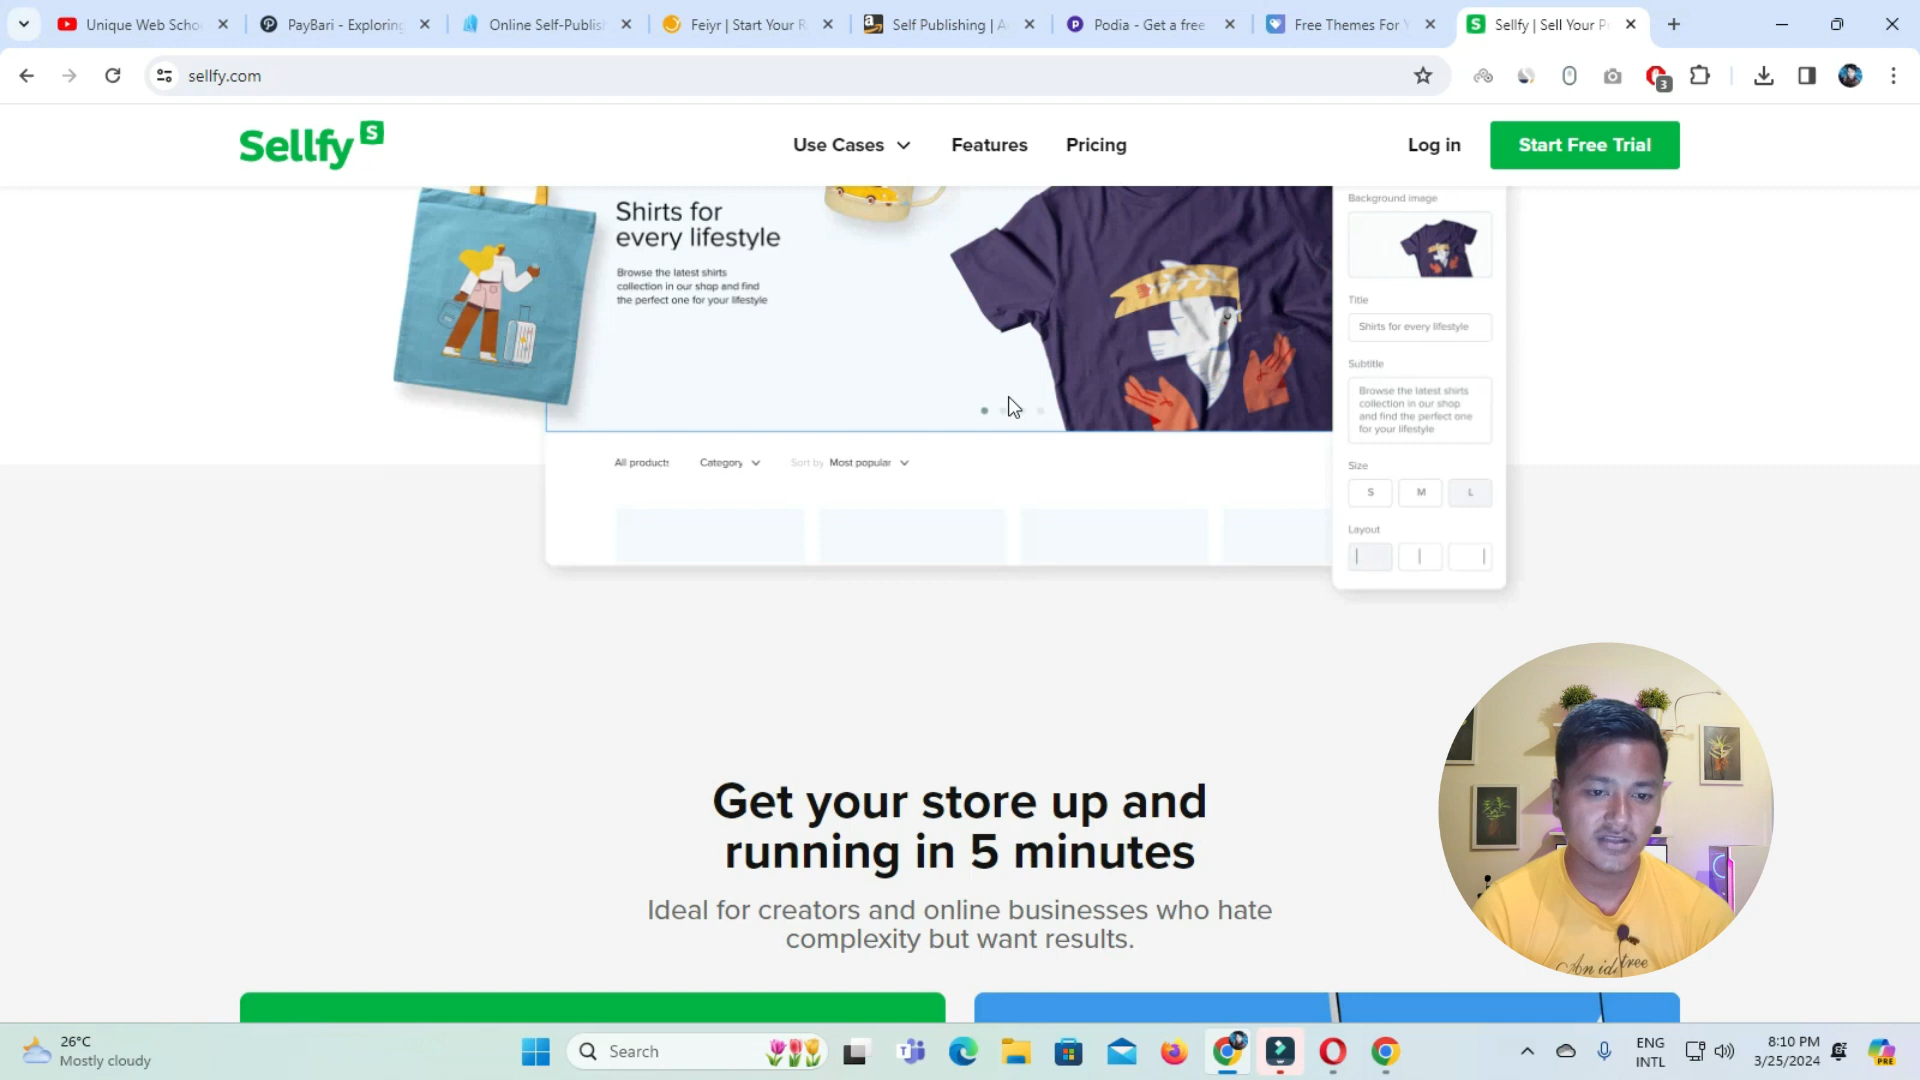 Unique Web Scho
PayBari - Exploring
Online Self-Publis
Feiyr | Start Your R
Self Publishing | A
Podia - Get a free
Free Themes For Y
Sellfy | Sell Your P
sellfy.com
3
Sellfy S
Use Cases
Features
Pricing
Log in
Start Free Trial
Shirts for
every lifestyle
Browse the latest shirts
collection in our shop and find
the perfect one for your lifestyle
Background image
Title
Shirts for every lifestyle
Subtitle
Browse the latest shirts
collection in our shop
and find the perfect one
for your lifestyle
Size
S M L
Layout
All products Category Sort by Most popular
Get your store up and
running in 5 minutes
Ideal for creators and online businesses who hate
complexity but want results.
An id tree
26°C
Mostly cloudy
Search
ENG
INTL
8:10 PM
3/25/2024
PRE